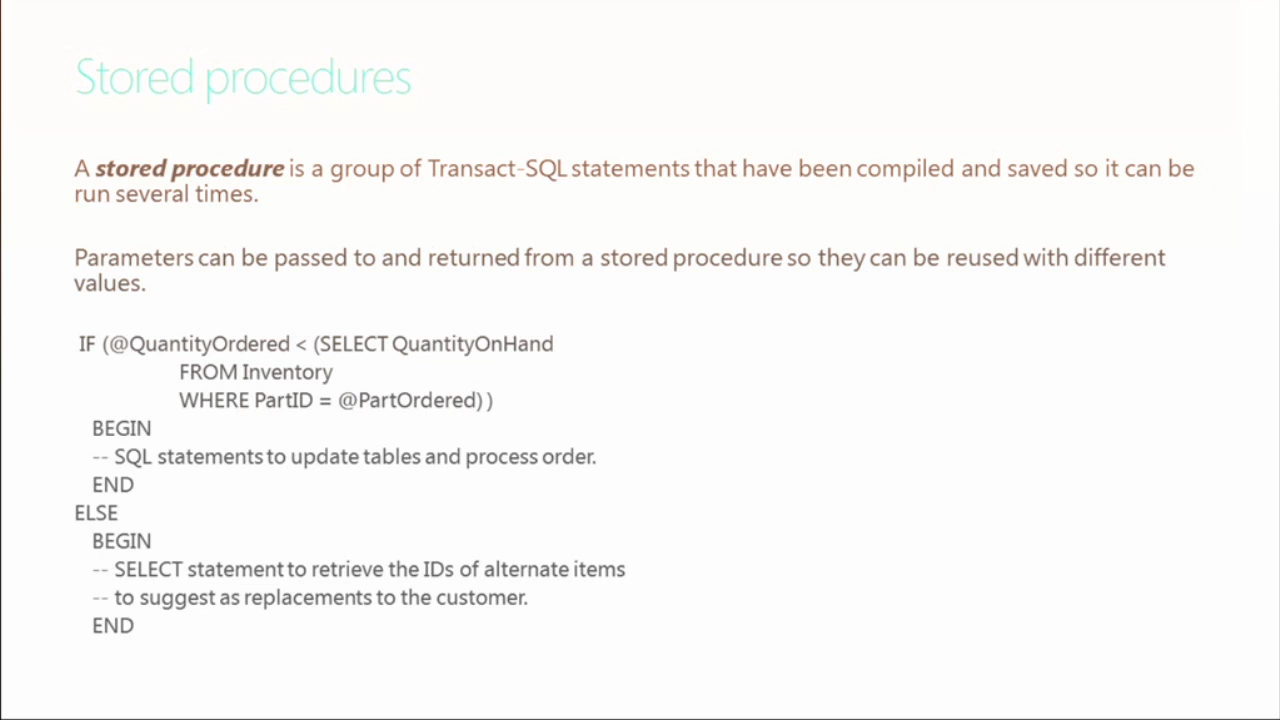 Stored procedures
A stored procedure is a group of Transact-SQL statements that have been compiled and saved so it can be
run several times.
Parameters can be passed to and returned from a stored procedure so they can be reused with different
values.
IF (@QuantityOrdered < (SELECT QuantityOnHand
FROM Inventory
WHERE PartID = @PartOrdered) )
BEGIN
-- SQL statements to update tables and process order.
END
ELSE
BEGIN
-- SELECT statement to retrieve the IDs of alternate items
-- to suggest as replacements to the customer.
END